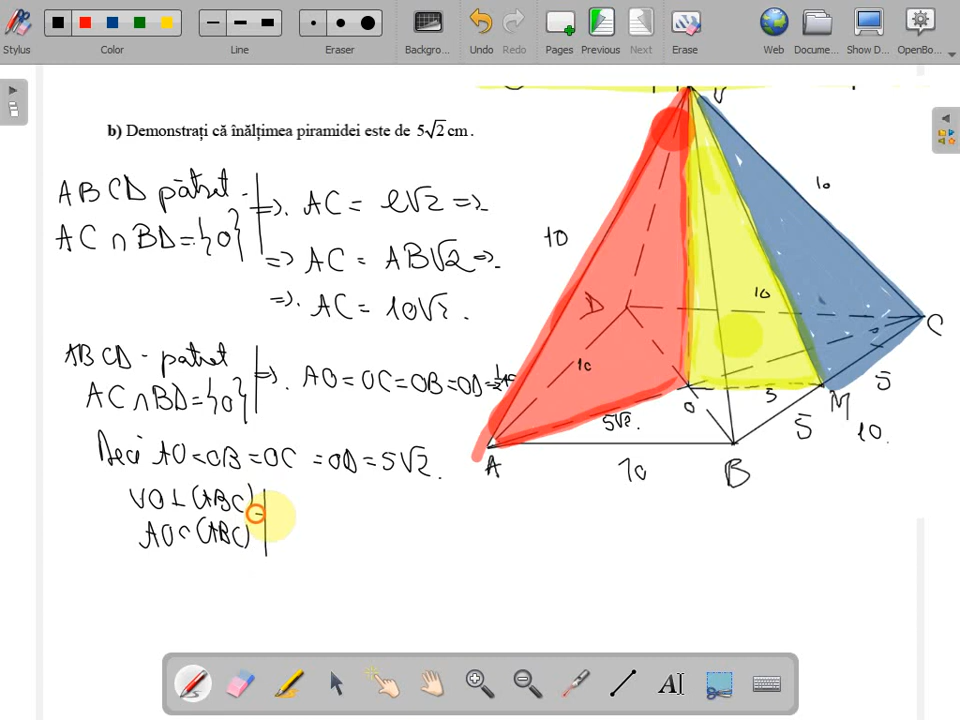 Stylus Color Line Eraser Backgro... Undo Redo Pages Previous Next Erase Web Docume... Show D... OpenBo...
b) Demonstrați că înălțimea piramidei este de 5√2 cm.
ABCD pătrat
AC ∩ BD = {O}
=> AC = l√2 =>
=> AC = AB√2 =>
=> AC = 10√2.
ABCD - patrat
AC ∩ BD = {O}
=> AO = OC = OB = OD = ½AC
Deci AO = OB = OC = OD = 5√2.
VO ⊥ (ABC)
AO ⊂ (ABC)
=
V
10
10
D
10
10
C
5
O
5
M
5√2
5
10
A
10
B
A